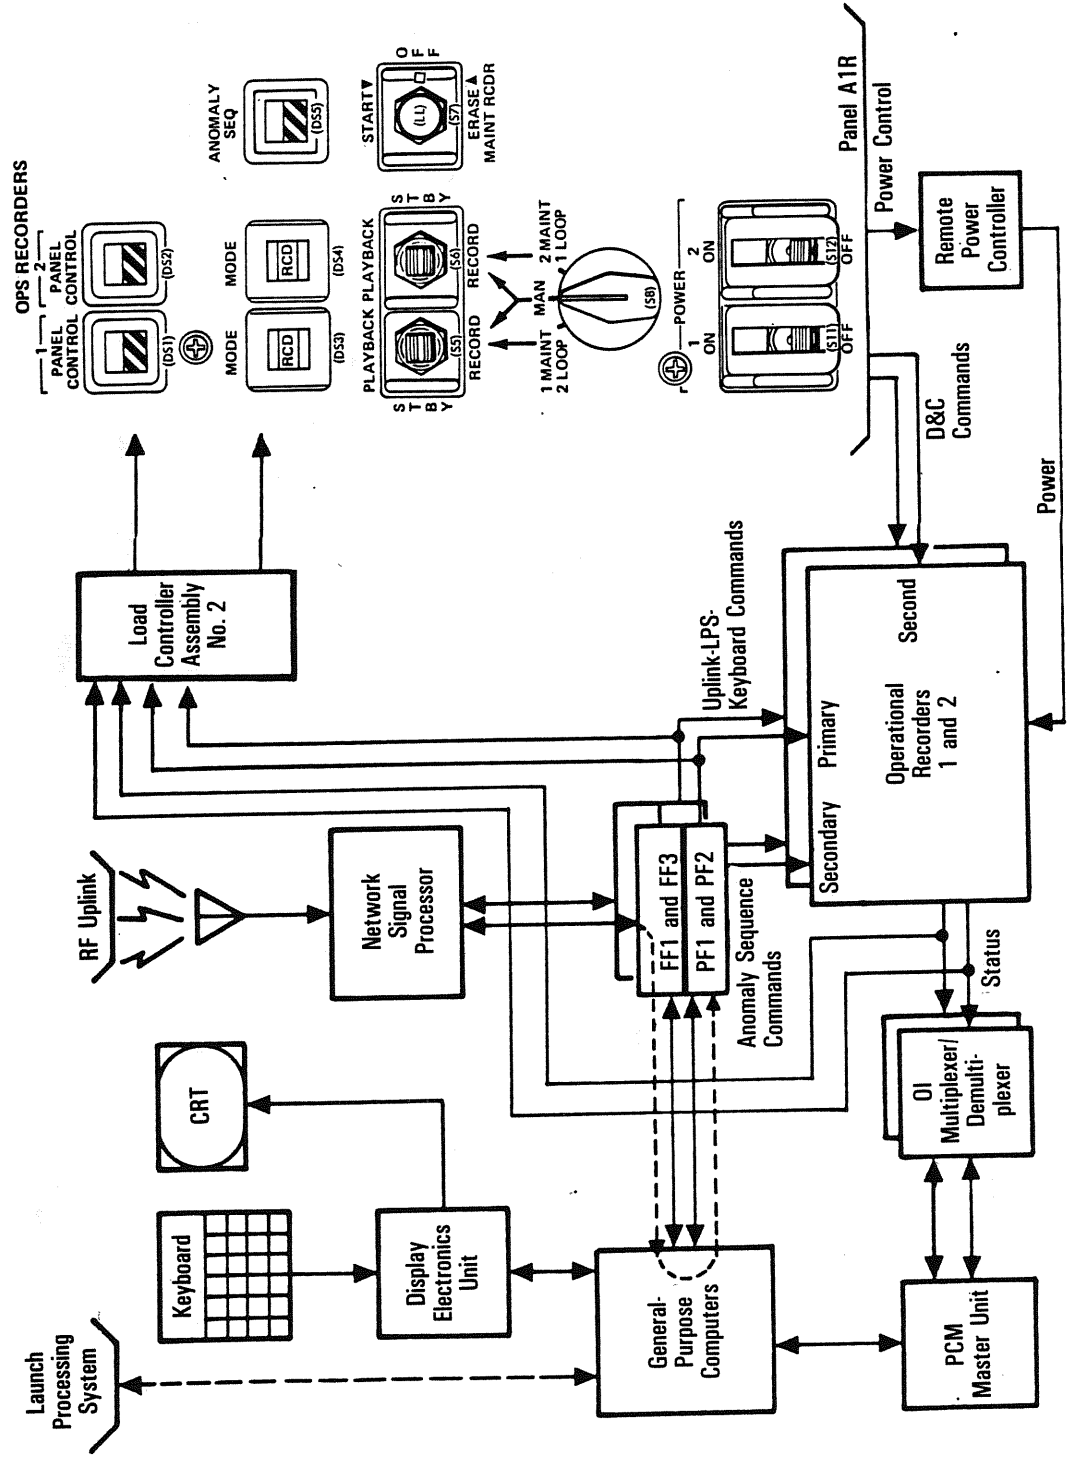 OPS RECORDERS
1
2
PANEL
CONTROL
PANEL
CONTROL
(DS1)
(DS2)
ANOMALY
SEQ
(DS5)
MODE
MODE
RCD
RCD
(DS3)
(DS4)
START▼
OFF
(LL)
(S7)
ERASE▲
MAINT RCDR
PLAYBACK
PLAYBACK
STBY
STBY
(S5)
(S6)
RECORD
RECORD
1 MAINT
2 LOOP
MAN
2 MAINT
1 LOOP
(S8)
POWER
1
ON
2
ON
(S11)
OFF
(S12)
OFF
Panel A1R
Power Control
Remote
Power
Controller
D&C
Commands
Power
Load
Controller
Assembly
No. 2
Uplink-LPS-
Keyboard Commands
Second
Primary
Secondary
Operational
Recorders
1 and 2
RF Uplink
Network
Signal
Processor
FF1 and FF3
PF1 and PF2
Anomaly Sequence
Commands
Status
CRT
Keyboard
Display
Electronics
Unit
OI
Multiplexer/
Demulti-
plexer
Launch
Processing
System
General-
Purpose
Computers
PCM
Master Unit